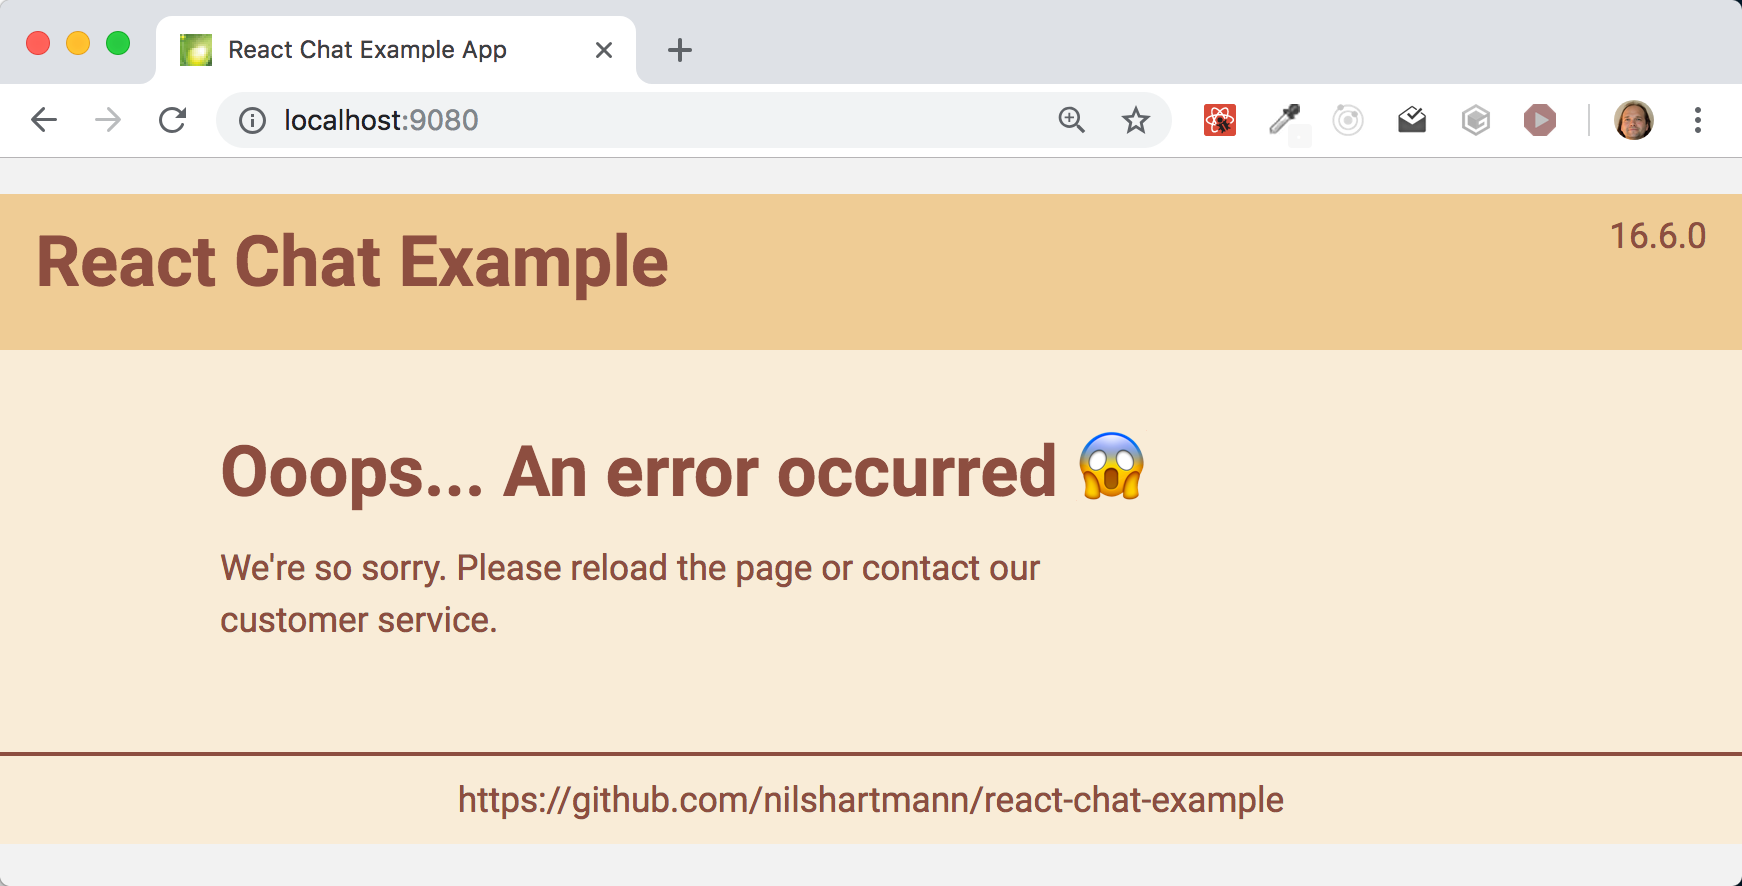 React Chat Example App
localhost:9080
React Chat Example
16.6.0
Ooops... An error occurred 😱
We're so sorry. Please reload the page or contact our
customer service.
https://github.com/nilshartmann/react-chat-example